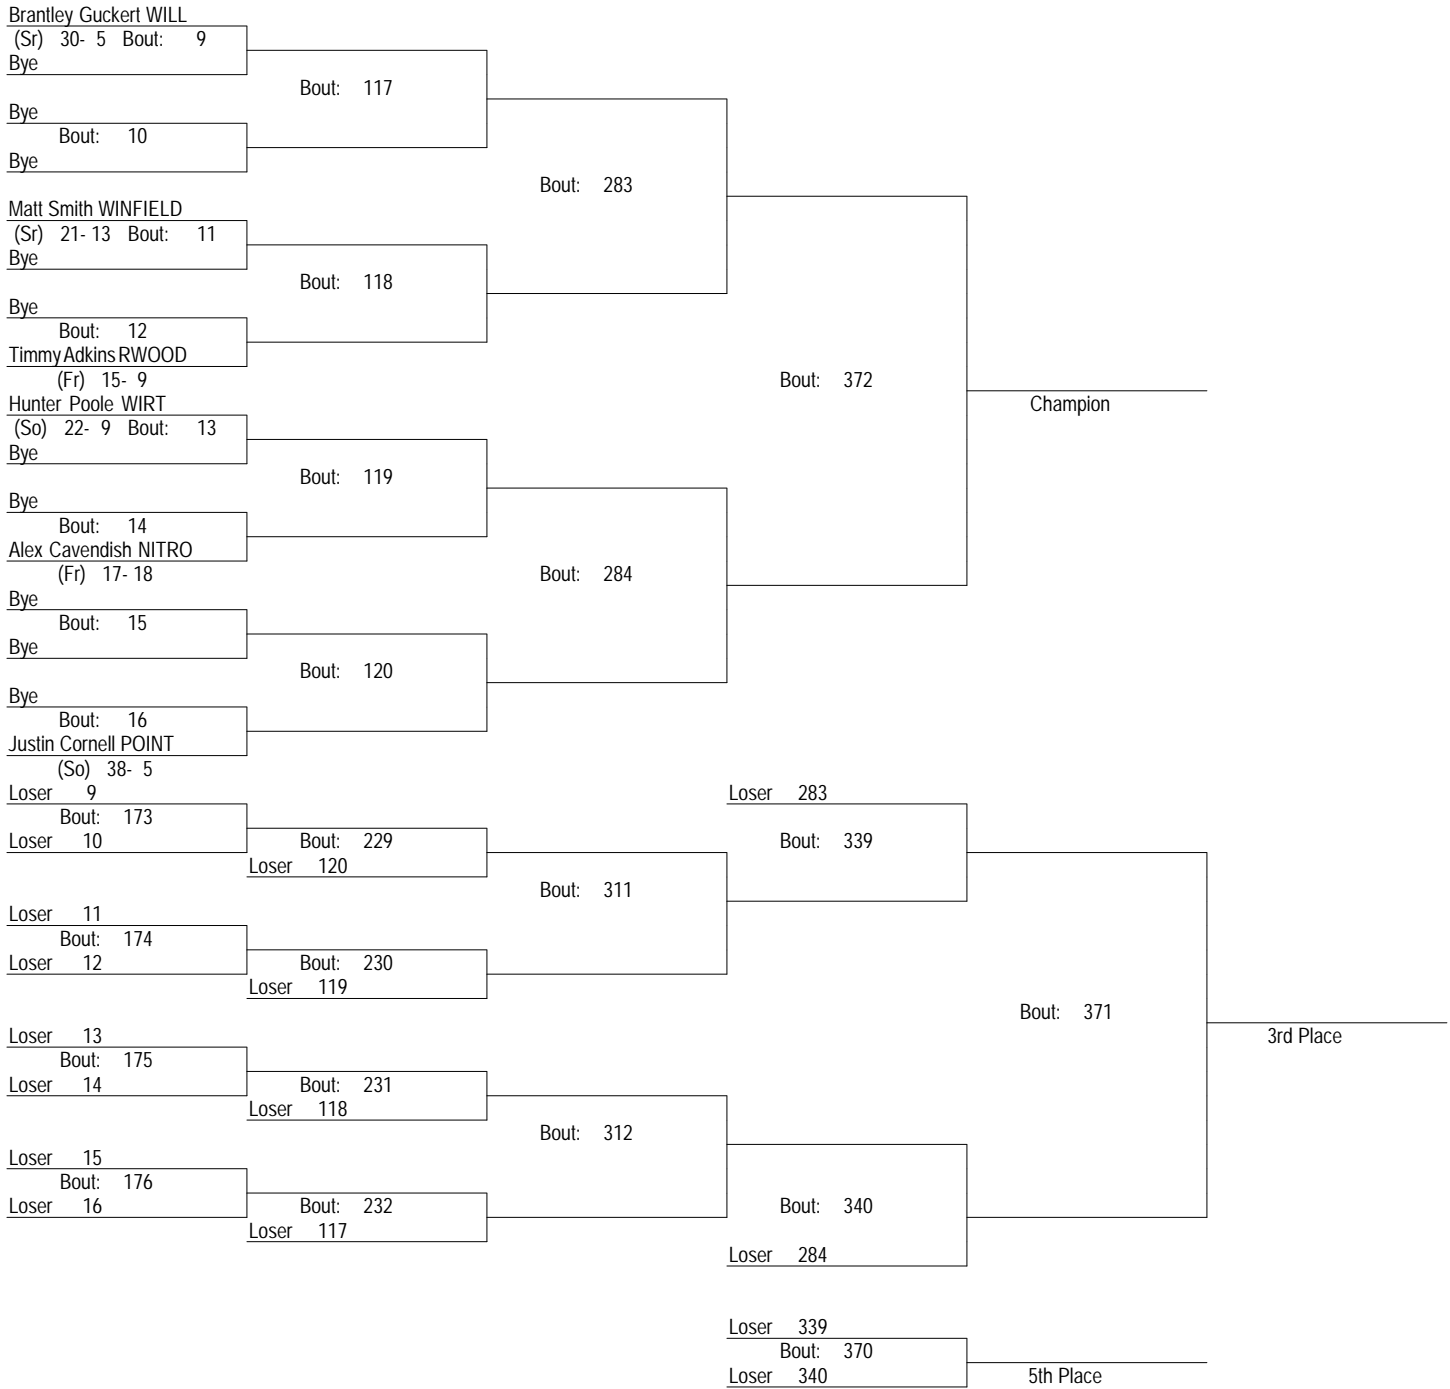 Brantley Guckert WILL
(Sr) 30- 5 Bout: 9
Bye
Bout: 117
Bye
Bout: 10
Bye
Bout: 283
Matt Smith WINFIELD
(Sr) 21- 13 Bout: 11
Bye
Bout: 118
Bye
Bout: 12
Timmy Adkins RWOOD
(Fr) 15- 9
Bout: 372
Champion
Hunter Poole WIRT
(So) 22- 9 Bout: 13
Bye
Bout: 119
Bye
Bout: 14
Alex Cavendish NITRO
(Fr) 17- 18
Bout: 284
Bye
Bout: 15
Bye
Bout: 120
Bye
Bout: 16
Justin Cornell POINT
(So) 38- 5
Loser 9
Bout: 173
Loser 10
Bout: 229
Loser 120
Loser 283
Bout: 339
Bout: 311
Loser 11
Bout: 174
Loser 12
Bout: 230
Loser 119
Bout: 371
3rd Place
Loser 13
Bout: 175
Loser 14
Bout: 231
Loser 118
Bout: 312
Loser 15
Bout: 176
Loser 16
Bout: 232
Loser 117
Bout: 340
Loser 284
Loser 339
Bout: 370
Loser 340
5th Place